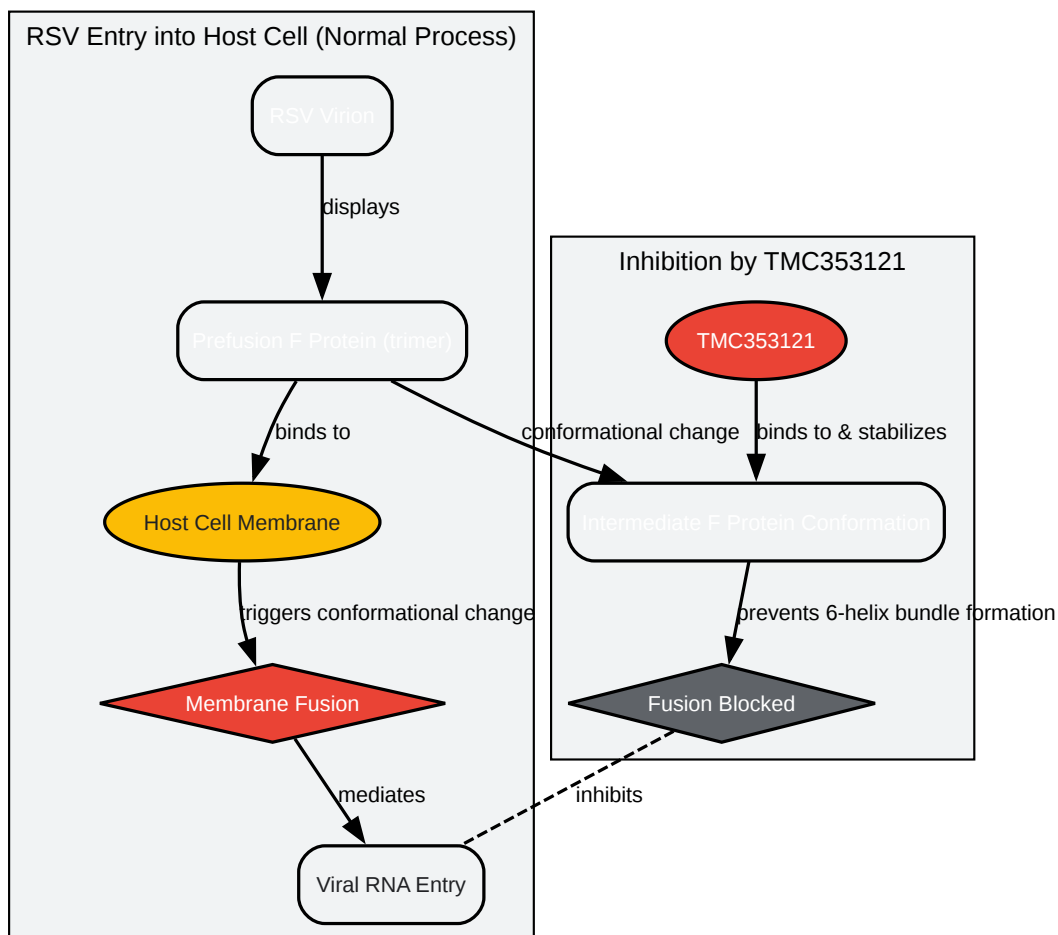 RSV Entry into Host Cell (Normal Process)
RSV Virion
displays
Prefusion F Protein (trimer)
binds to
conformational change
Host Cell Membrane
triggers conformational change
Membrane Fusion
mediates
Viral RNA Entry
Inhibition by TMC353121
TMC353121
binds to & stabilizes
Intermediate F Protein Conformation
prevents 6-helix bundle formation
Fusion Blocked
inhibits